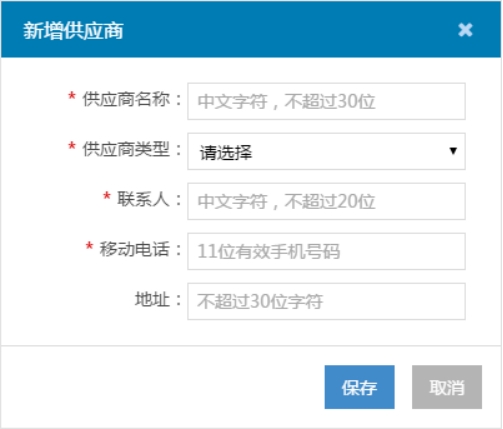 新增供应商
* 供应商名称： 中文字符，不超过30位
* 供应商类型： 请选择
* 联系人： 中文字符，不超过20位
* 移动电话： 11位有效手机号码
地址： 不超过30位字符
保存 取消